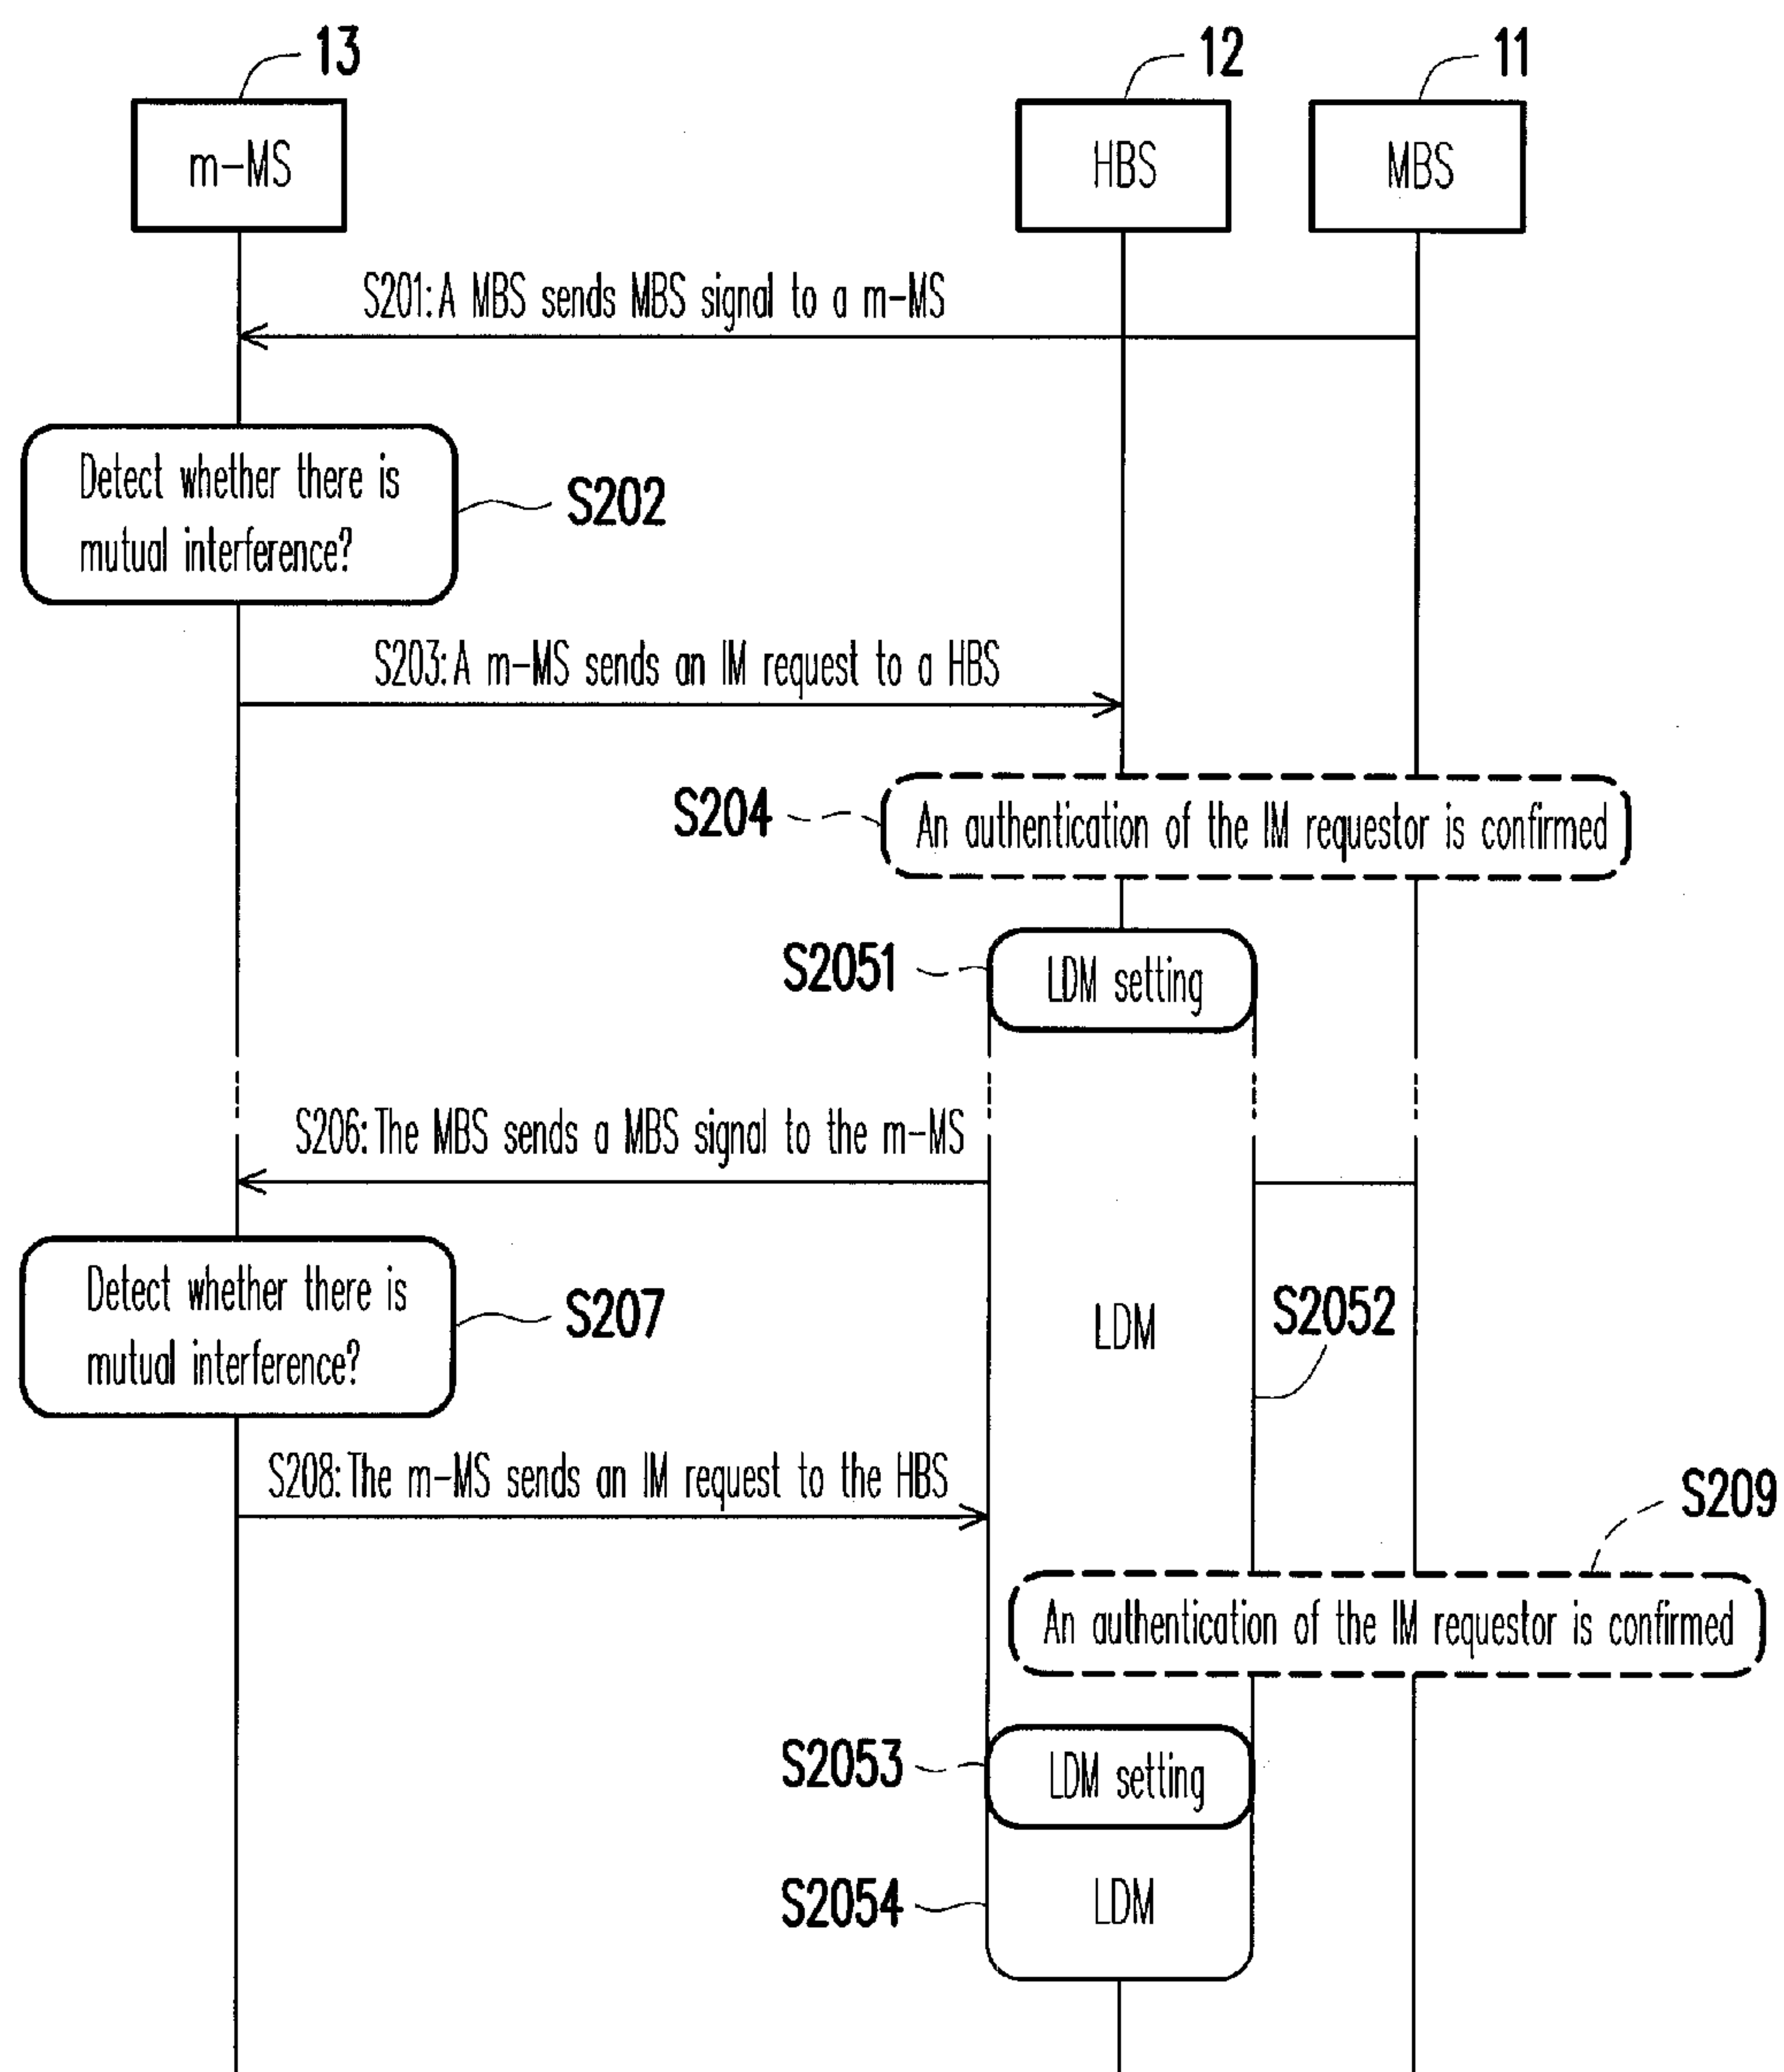 13
12
11
m-MS
HBS
MBS
S201: A MBS sends MBS signal to a m-MS
Detect whether there is
mutual interference?
S202
S203: A m-MS sends an IM request to a HBS
S204
An authentication of the IM requestor is confirmed
S2051
LDM setting
S206: The MBS sends a MBS signal to the m-MS
Detect whether there is
mutual interference?
S207
LDM
S2052
S208: The m-MS sends an IM request to the HBS
S209
An authentication of the IM requestor is confirmed
S2053
LDM setting
S2054
LDM